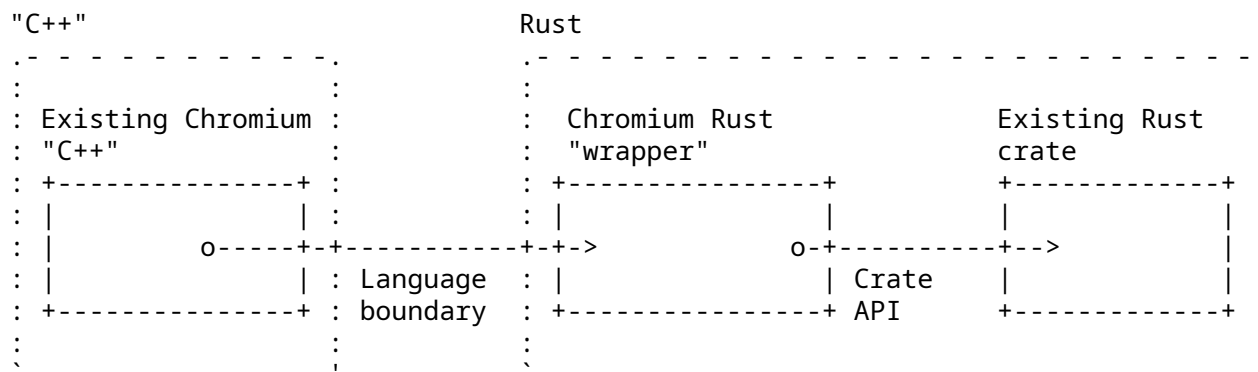 "C++" Rust
Existing Chromium Chromium Rust Existing Rust
"C++" "wrapper" crate
Language Crate
boundary API